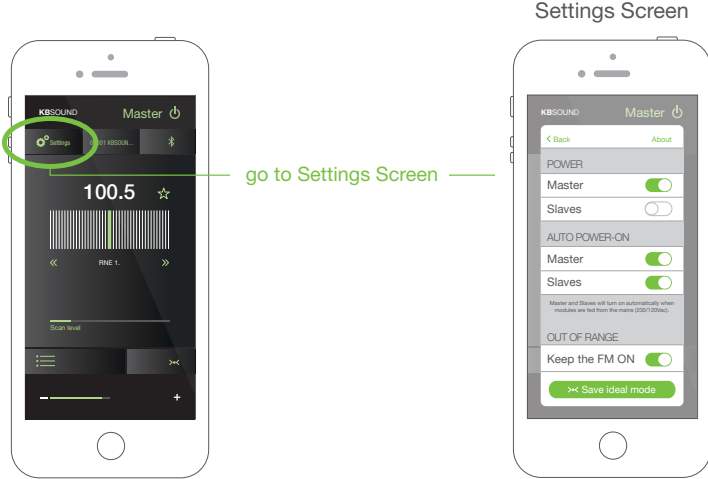 Settings Screen
KBSOUND
Master
Settings
KBSOUN...
100.5
RNE 1.
Scan level
go to Settings Screen
KBSOUND
Master
< Back
About
POWER
Master
Slaves
AUTO POWER-ON
Master
Slaves
Master and Slaves will turn on automatically when
modules are fed from the mains (230/120Vac).
OUT OF RANGE
Keep the FM ON
Save ideal mode